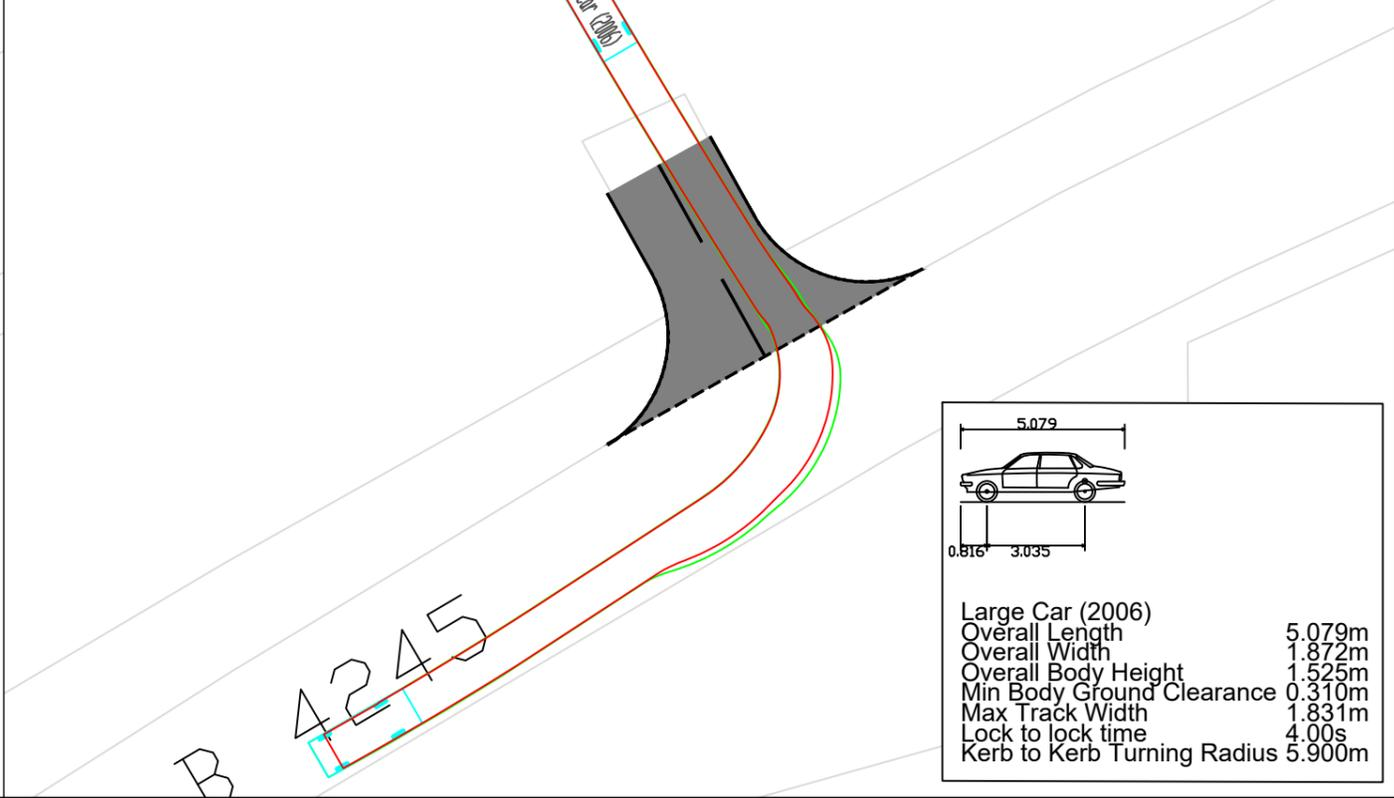 ar (2006)
B 4245
5.079
0.816 3.035
Large Car (2006)
Overall Length 5.079m
Overall Width 1.872m
Overall Body Height 1.525m
Min Body Ground Clearance 0.310m
Max Track Width 1.831m
Lock to lock time 4.00s
Kerb to Kerb Turning Radius 5.900m